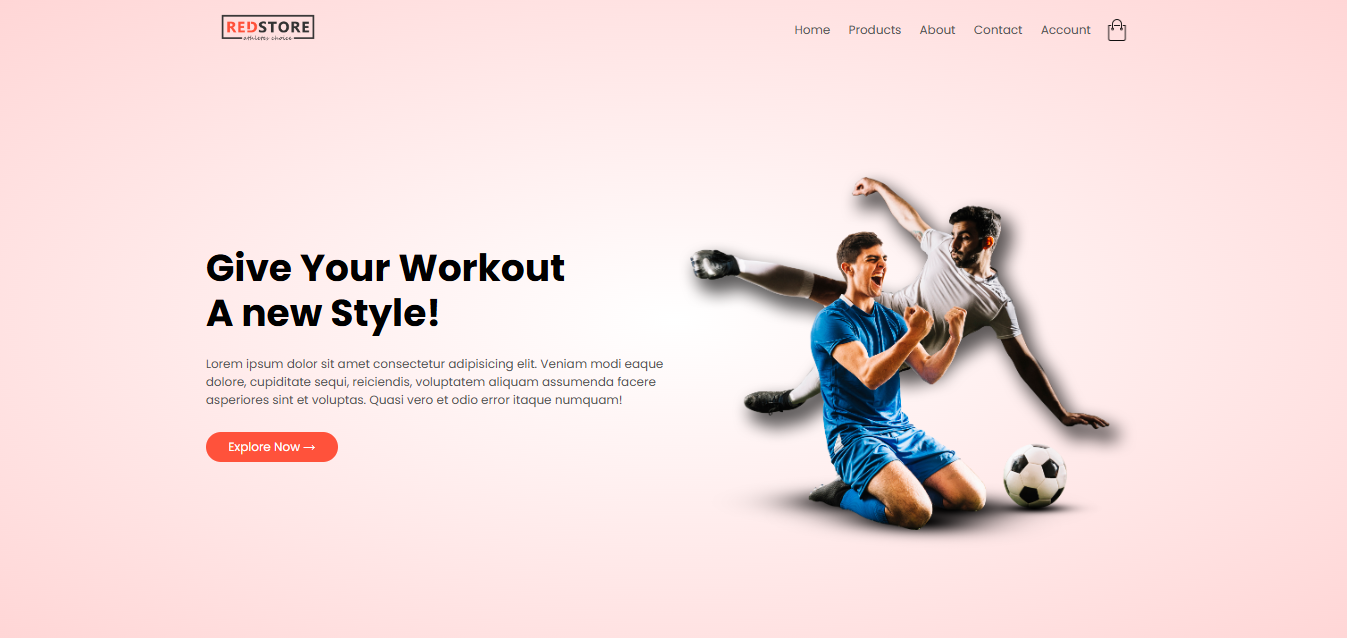 REDSTORE
athletes choice
Home Products About Contact Account
Give Your Workout
A new Style!
Lorem ipsum dolor sit amet consectetur adipisicing elit. Veniam modi eaque
dolore, cupiditate sequi, reiciendis, voluptatem aliquam assumenda facere
asperiores sint et voluptas. Quasi vero et odio error itaque numquam!
Explore Now →